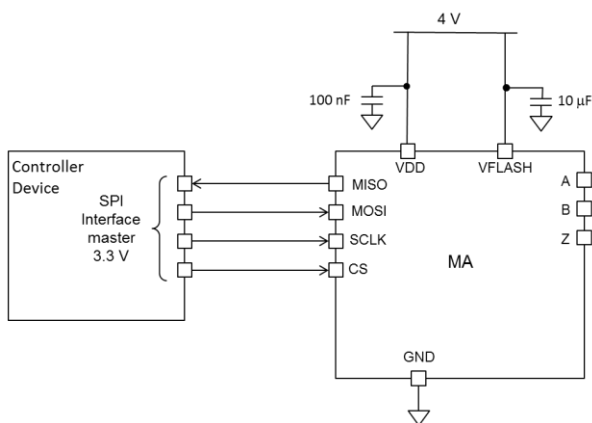 4 V
100 nF
10 μF
VDD
VFLASH
Controller
Device
SPI
Interface
master
3.3 V
MISO
MOSI
SCLK
CS
MA
A
B
Z
GND